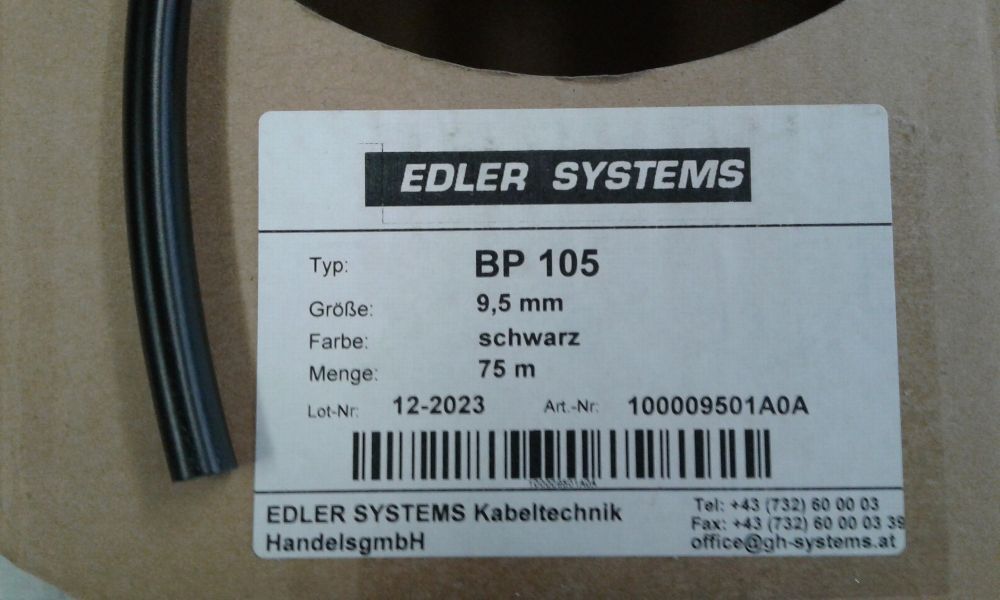 EDLER SYSTEMS
Typ: BP 105
Größe: 9,5 mm
Farbe: schwarz
Menge: 75 m
Lot-Nr: 12-2023 Art.-Nr: 100009501A0A
100009501A0A
EDLER SYSTEMS Kabeltechnik
HandelsgmbH
Tel: +43 (732) 60 00 03
Fax: +43 (732) 60 00 03 39
office@gh-systems.at